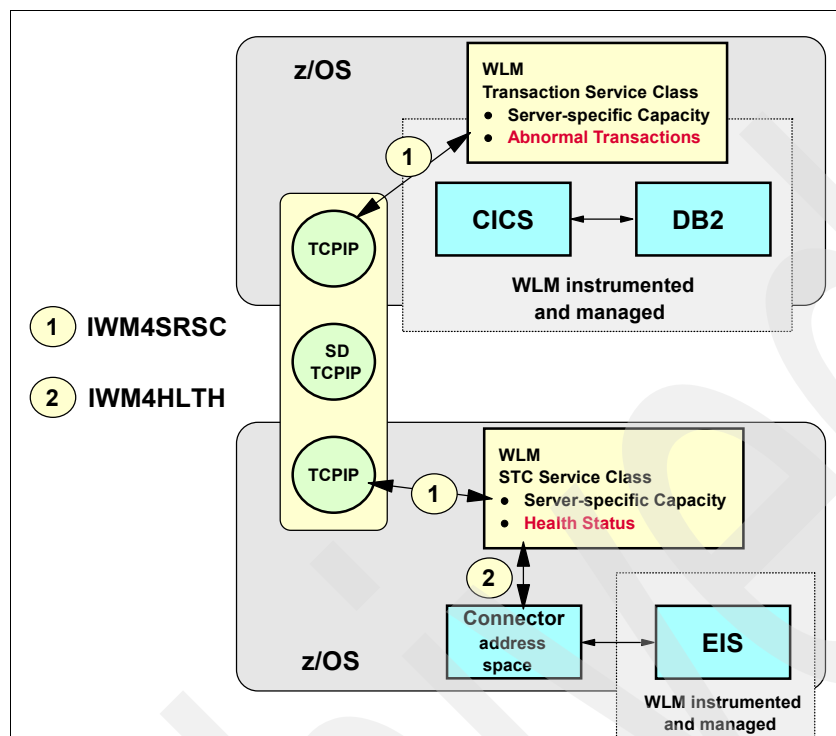 z/OS
WLM
Transaction Service Class
● Server-specific Capacity
● Abnormal Transactions
1
CICS
DB2
TCPIP
WLM instrumented
and managed
1 IWM4SRSC
SD
TCPIP
2 IWM4HLTH
WLM
STC Service Class
● Server-specific Capacity
● Health Status
TCPIP
1
2
Connector
address
space
EIS
z/OS
WLM instrumented
and managed